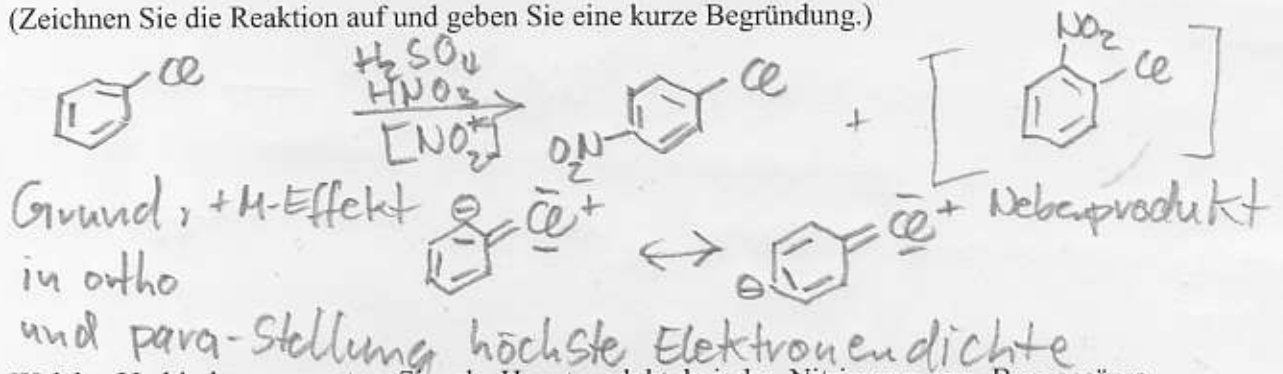 (Zeichnen Sie die Reaktion auf und geben Sie eine kurze Begründung.)
Cl
H₂SO₄
HNO₃
[NO₂⁺]
O₂N
Cl
+
[
NO₂
Cl
]
Nebenprodukt
Grund, +M-Effekt
⊖
Cl +
↔
⊖
Cl +
in ortho
und para-Stellung höchste Elektronendichte